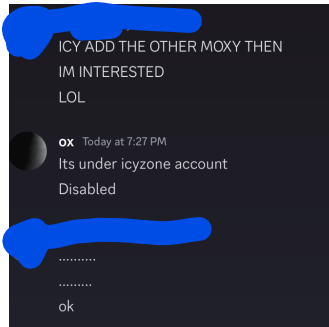 ICY ADD THE OTHER MOXY THEN
IM INTERESTED
LOL
ox Today at 7:27 PM
Its under icyzone account
Disabled
..........
.........
ok